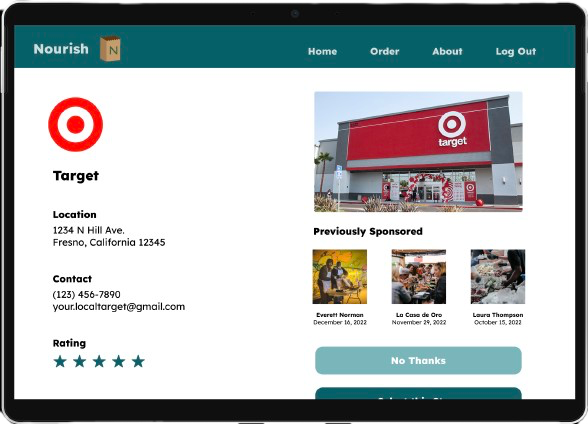 Nourish
N
Home Order About Log Out
Target
Location
1234 N Hill Ave.
Fresno, California 12345
Contact
(123) 456-7890
your.localtarget@gmail.com
Rating
target
Previously Sponsored
Everett Norman
December 16, 2022
La Casa de Oro
November 29, 2022
Laura Thompson
October 15, 2022
No Thanks